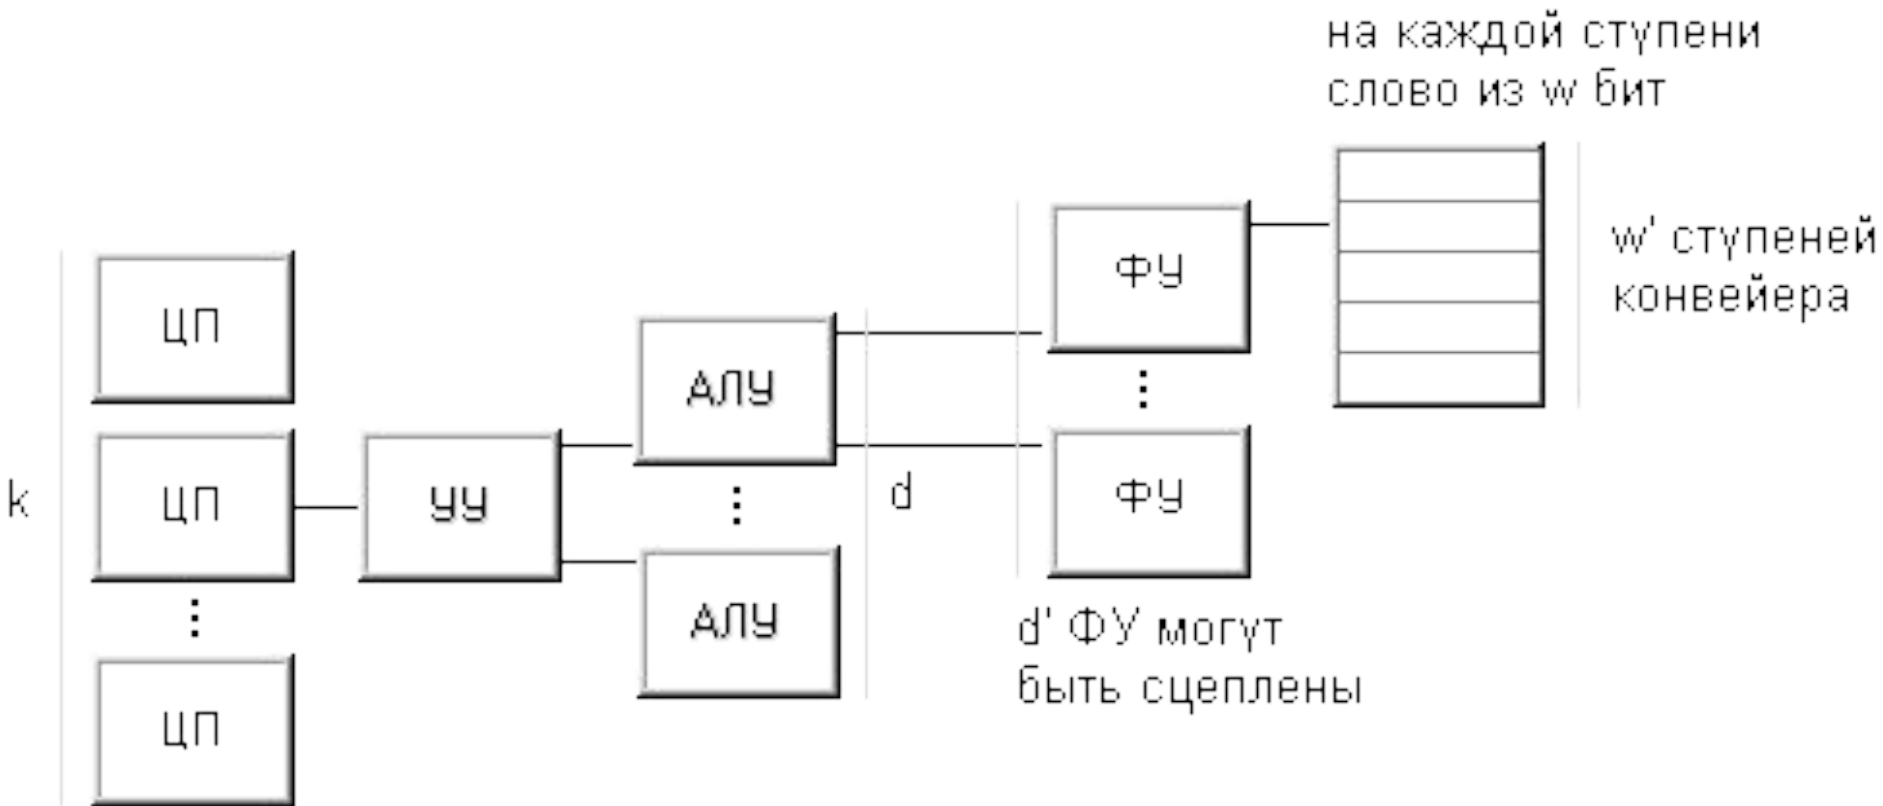 на каждой ступени
слово из w бит
w' ступеней
конвейера
ЦП
ФУ
АЛУ
k
ЦП
УУ
d
ФУ
АЛУ
d' ФУ могут
быть сцеплены
ЦП